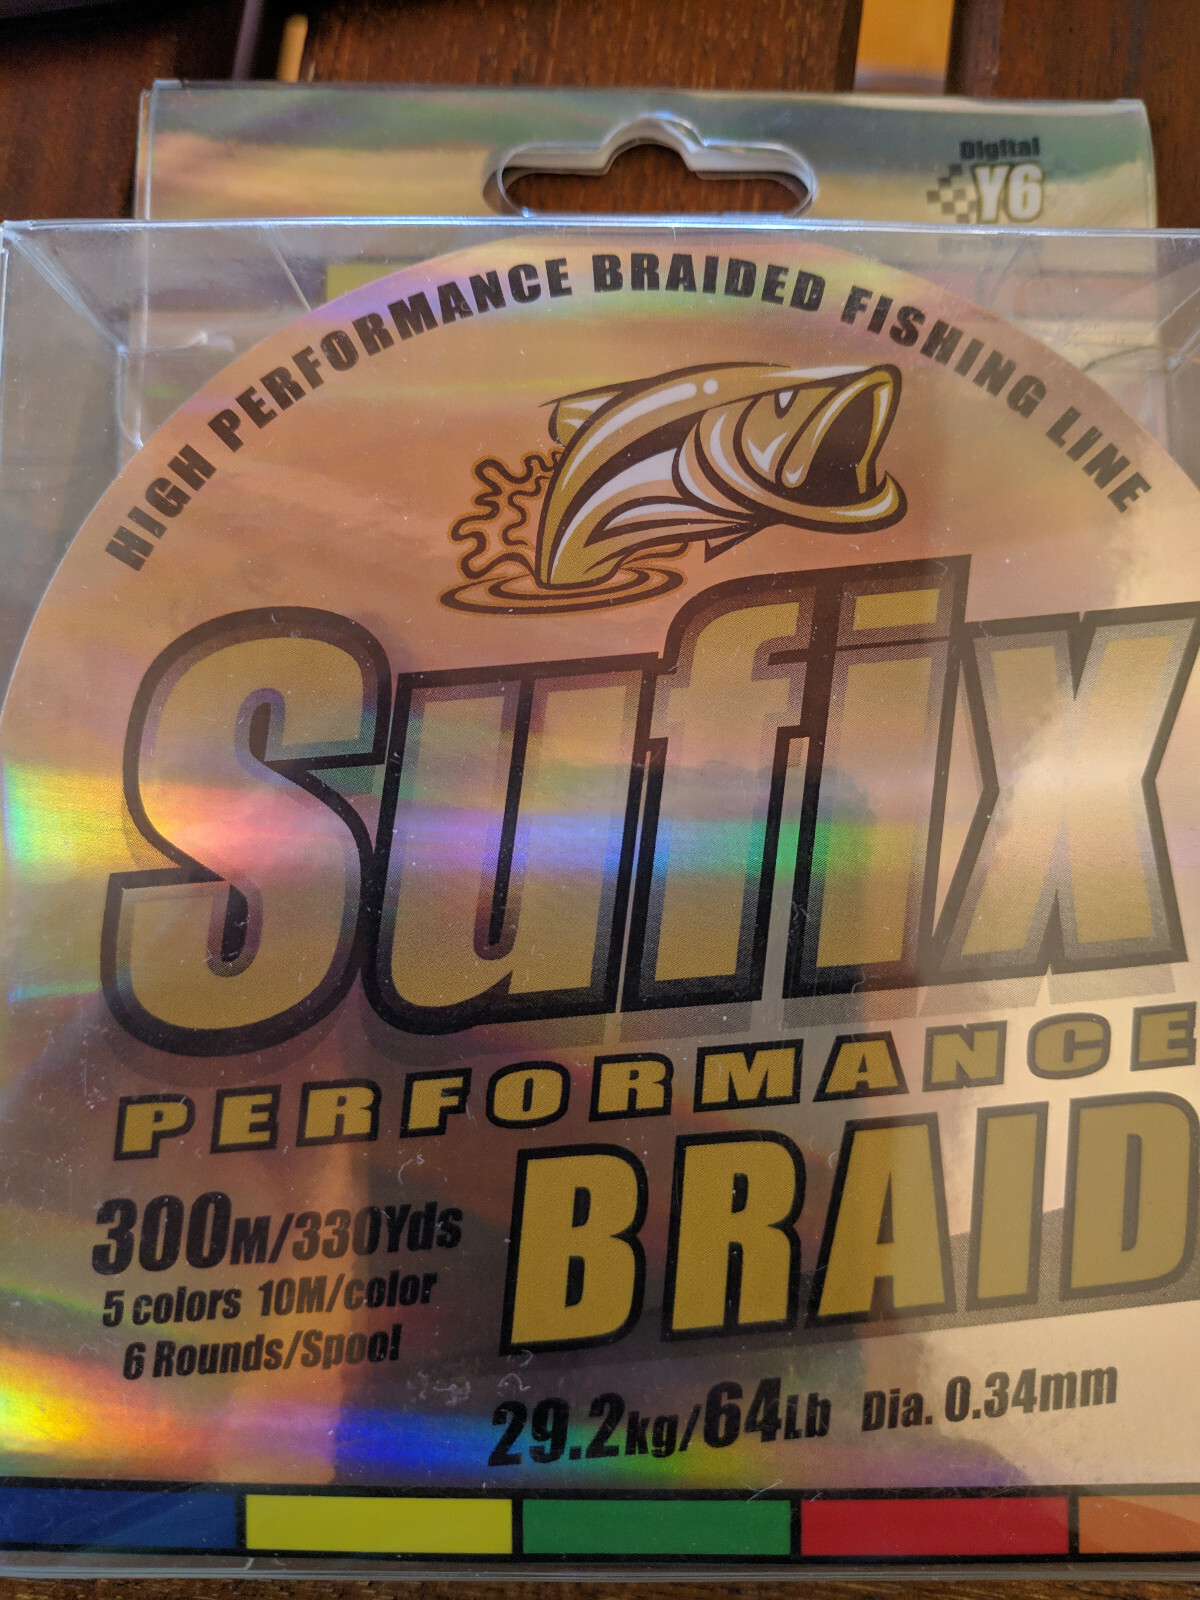 Digital
Y6
HIGH PERFORMANCE BRAIDED FISHING LINE
Sufix
PERFORMANCE
BRAID
300M/330Yds
5 colors 10M/color
6 Rounds/Spool
29.2kg/64Lb Dia. 0.34mm